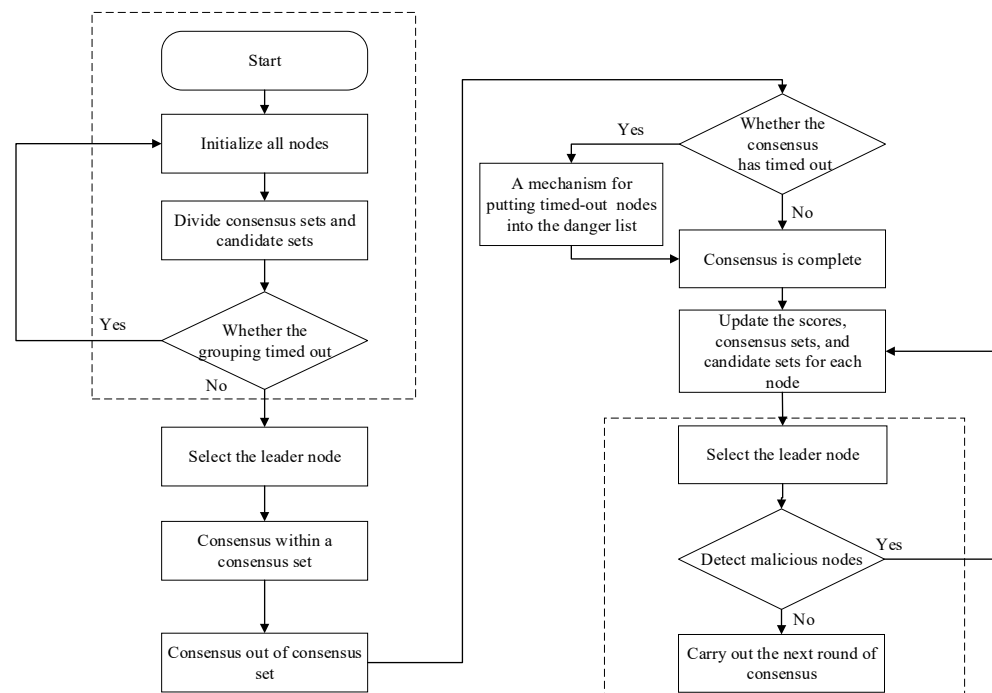 Start
Initialize all nodes
Divide consensus sets and
candidate sets
Yes
Whether the
grouping timed out
No
Select the leader node
Consensus within a
consensus set
Consensus out of consensus
set
Whether the
consensus
has timed out
Yes
A mechanism for
putting timed-out nodes
into the danger list
No
Consensus is complete
Update the scores,
consensus sets, and
candidate sets for each
node
Select the leader node
Detect malicious nodes
Yes
No
Carry out the next round of
consensus